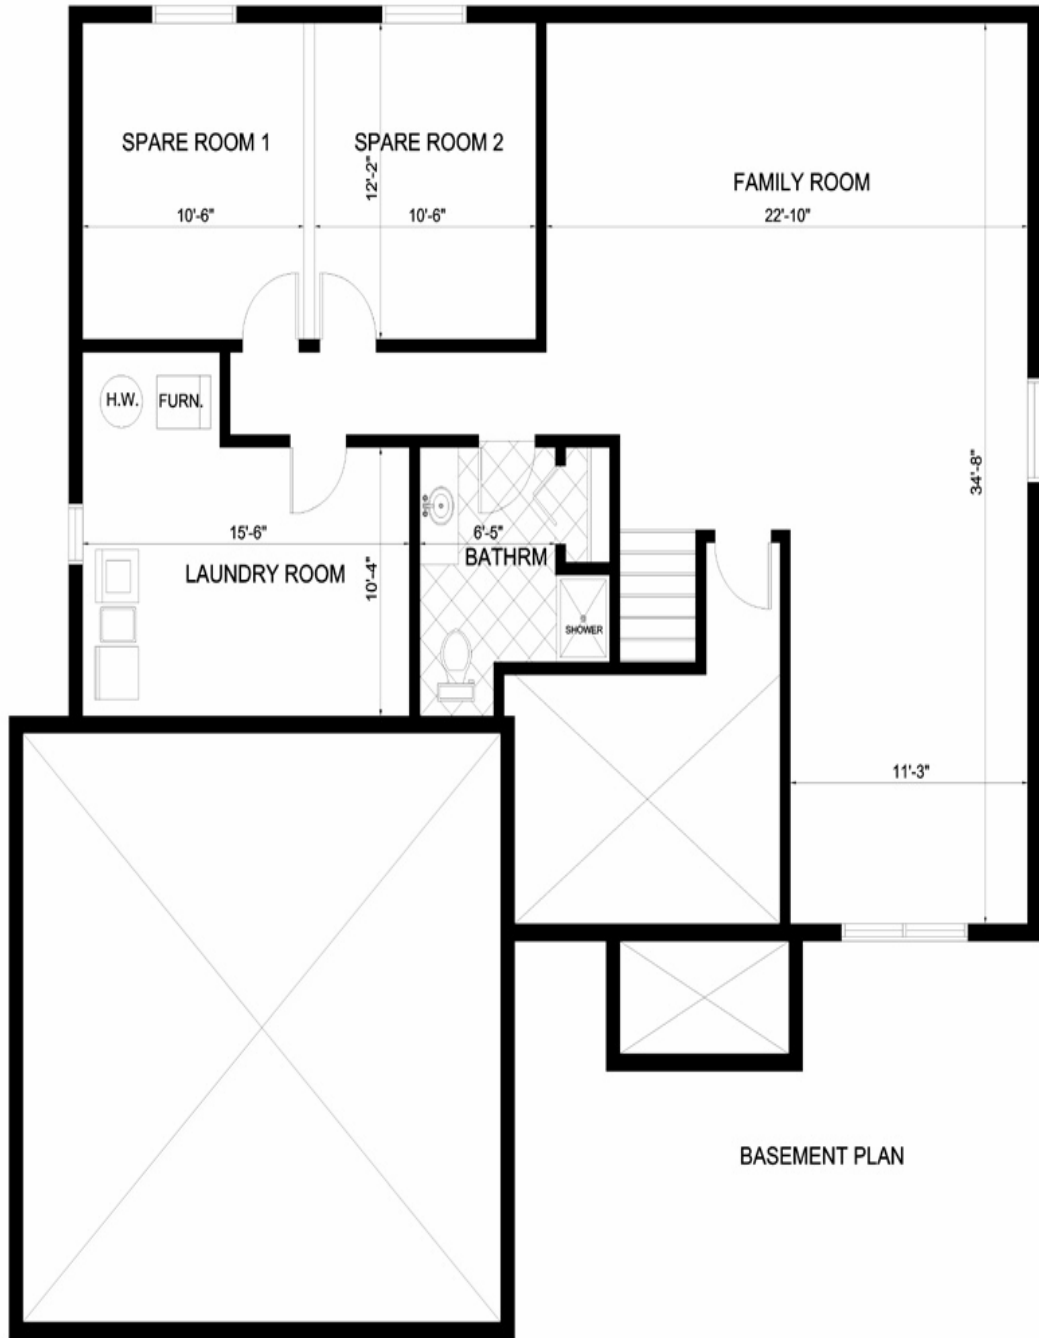 SPARE ROOM 1
SPARE ROOM 2
12'-2"
FAMILY ROOM
10'-6"
10'-6"
22'-10"
H.W.
FURN.
34'-8"
15'-6"
6'-5"
BATHRM
LAUNDRY ROOM
10'-4"
SHOWER
11'-3"
BASEMENT PLAN